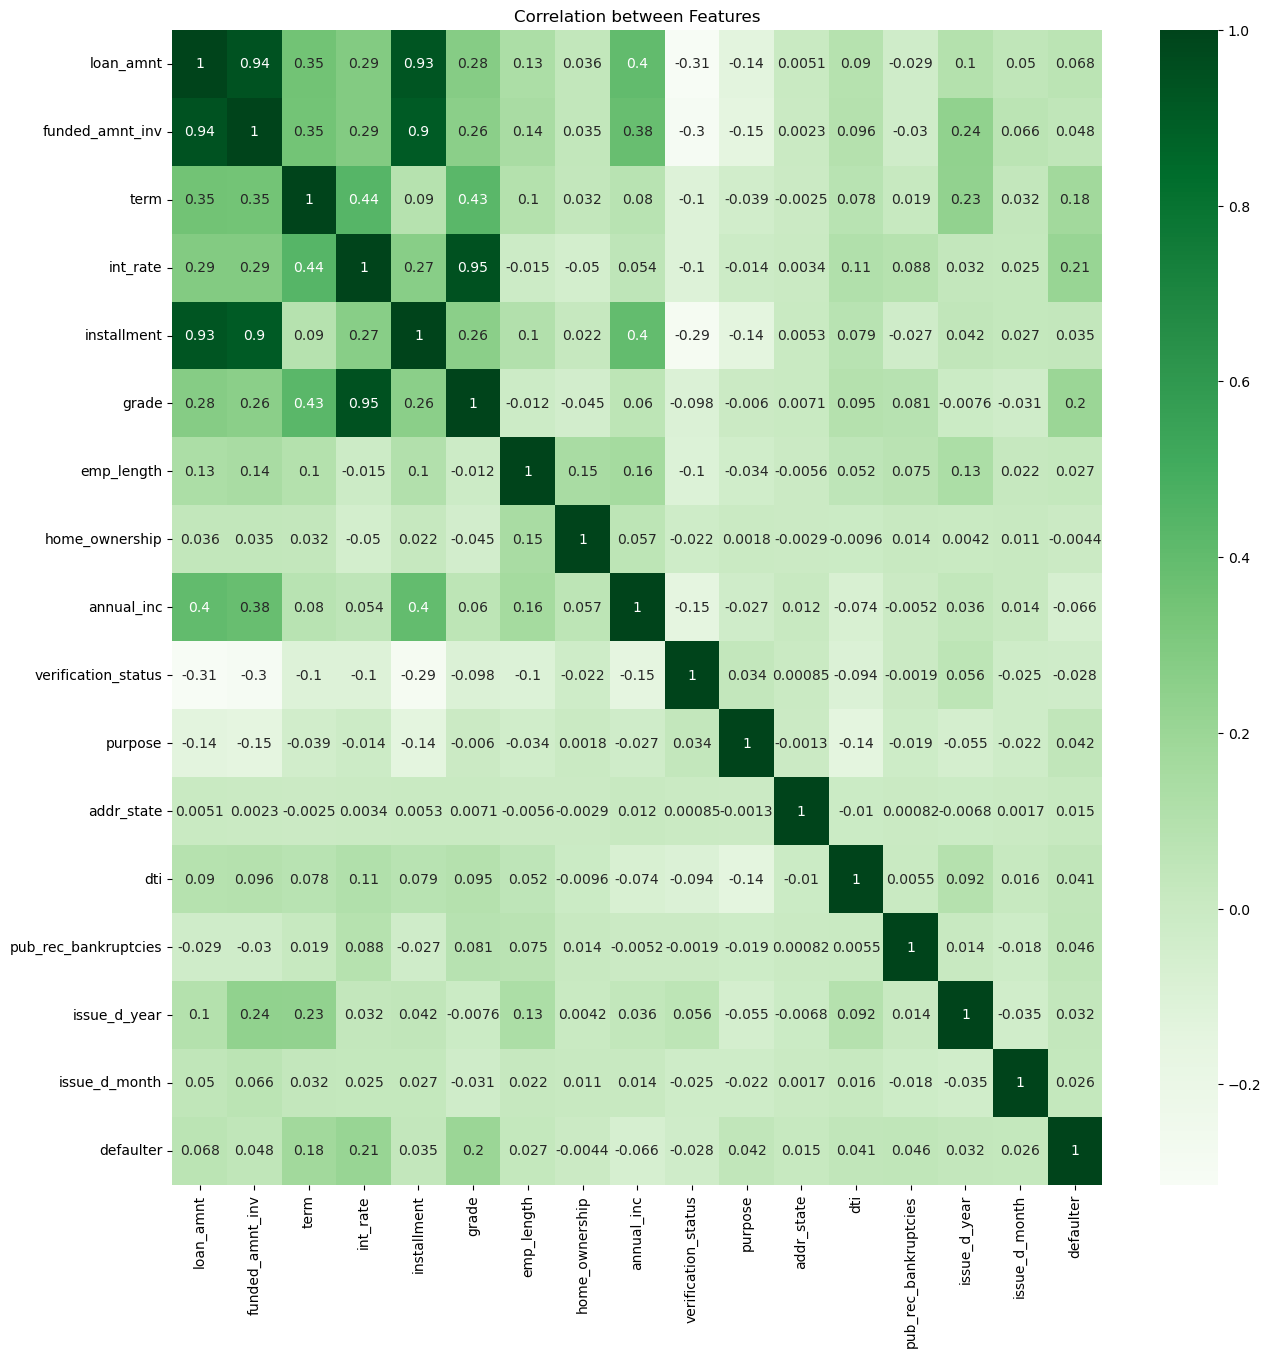 Correlation between Features
loan_amnt 1 0.94 0.35 0.29 0.93 0.28 0.13 0.036 0.4 -0.31 -0.14 0.0051 0.09 -0.029 0.1 0.05 0.068
funded_amnt_inv 0.94 1 0.35 0.29 0.9 0.26 0.14 0.035 0.38 -0.3 -0.15 0.0023 0.096 -0.03 0.24 0.066 0.048
term 0.35 0.35 1 0.44 0.09 0.43 0.1 0.032 0.08 -0.1 -0.039 -0.0025 0.078 0.019 0.23 0.032 0.18
int_rate 0.29 0.29 0.44 1 0.27 0.95 -0.015 -0.05 0.054 -0.1 -0.014 0.0034 0.11 0.088 0.032 0.025 0.21
installment 0.93 0.9 0.09 0.27 1 0.26 0.1 0.022 0.4 -0.29 -0.14 0.0053 0.079 -0.027 0.042 0.027 0.035
grade 0.28 0.26 0.43 0.95 0.26 1 -0.012 -0.045 0.06 -0.098 -0.006 0.0071 0.095 0.081 -0.0076 -0.031 0.2
emp_length 0.13 0.14 0.1 -0.015 0.1 -0.012 1 0.15 0.16 -0.1 -0.034 -0.0056 0.052 0.075 0.13 0.022 0.027
home_ownership 0.036 0.035 0.032 -0.05 0.022 -0.045 0.15 1 0.057 -0.022 0.0018 -0.0029 -0.0096 0.014 0.0042 0.011 -0.0044
annual_inc 0.4 0.38 0.08 0.054 0.4 0.06 0.16 0.057 1 -0.15 -0.027 0.012 -0.074 -0.0052 0.036 0.014 -0.066
verification_status -0.31 -0.3 -0.1 -0.1 -0.29 -0.098 -0.1 -0.022 -0.15 1 0.034 0.00085 -0.094 -0.0019 0.056 -0.025 -0.028
purpose -0.14 -0.15 -0.039 -0.014 -0.14 -0.006 -0.034 0.0018 -0.027 0.034 1 -0.0013 -0.14 -0.019 -0.055 -0.022 0.042
addr_state 0.0051 0.0023 -0.0025 0.0034 0.0053 0.0071 -0.0056 -0.0029 0.012 0.00085 -0.0013 1 -0.01 0.00082 -0.0068 0.0017 0.015
dti 0.09 0.096 0.078 0.11 0.079 0.095 0.052 -0.0096 -0.074 -0.094 -0.14 -0.01 1 0.0055 0.092 0.016 0.041
pub_rec_bankruptcies -0.029 -0.03 0.019 0.088 -0.027 0.081 0.075 0.014 -0.0052 -0.0019 -0.019 0.00082 0.0055 1 0.014 -0.018 0.046
issue_d_year 0.1 0.24 0.23 0.032 0.042 -0.0076 0.13 0.0042 0.036 0.056 -0.055 -0.0068 0.092 0.014 1 -0.035 0.032
issue_d_month 0.05 0.066 0.032 0.025 0.027 -0.031 0.022 0.011 0.014 -0.025 -0.022 0.0017 0.016 -0.018 -0.035 1 0.026
defaulter 0.068 0.048 0.18 0.21 0.035 0.2 0.027 -0.0044 -0.066 -0.028 0.042 0.015 0.041 0.046 0.032 0.026 1
loan_amnt
funded_amnt_inv
term
int_rate
installment
grade
emp_length
home_ownership
annual_inc
verification_status
purpose
addr_state
dti
pub_rec_bankruptcies
issue_d_year
issue_d_month
defaulter
1.0
0.8
0.6
0.4
0.2
0.0
−0.2